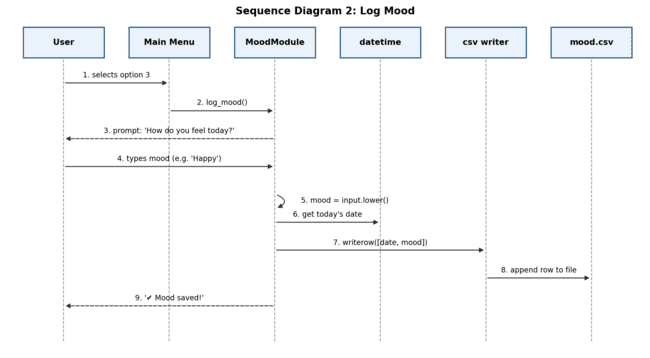 Sequence Diagram 2: Log Mood
User
Main Menu
MoodModule
datetime
csv writer
mood.csv
1. selects option 3
2. log_mood()
3. prompt: 'How do you feel today?'
4. types mood (e.g. 'Happy')
5. mood = input.lower()
6. get today's date
7. writerow([date, mood])
8. append row to file
9. '✔ Mood saved!'